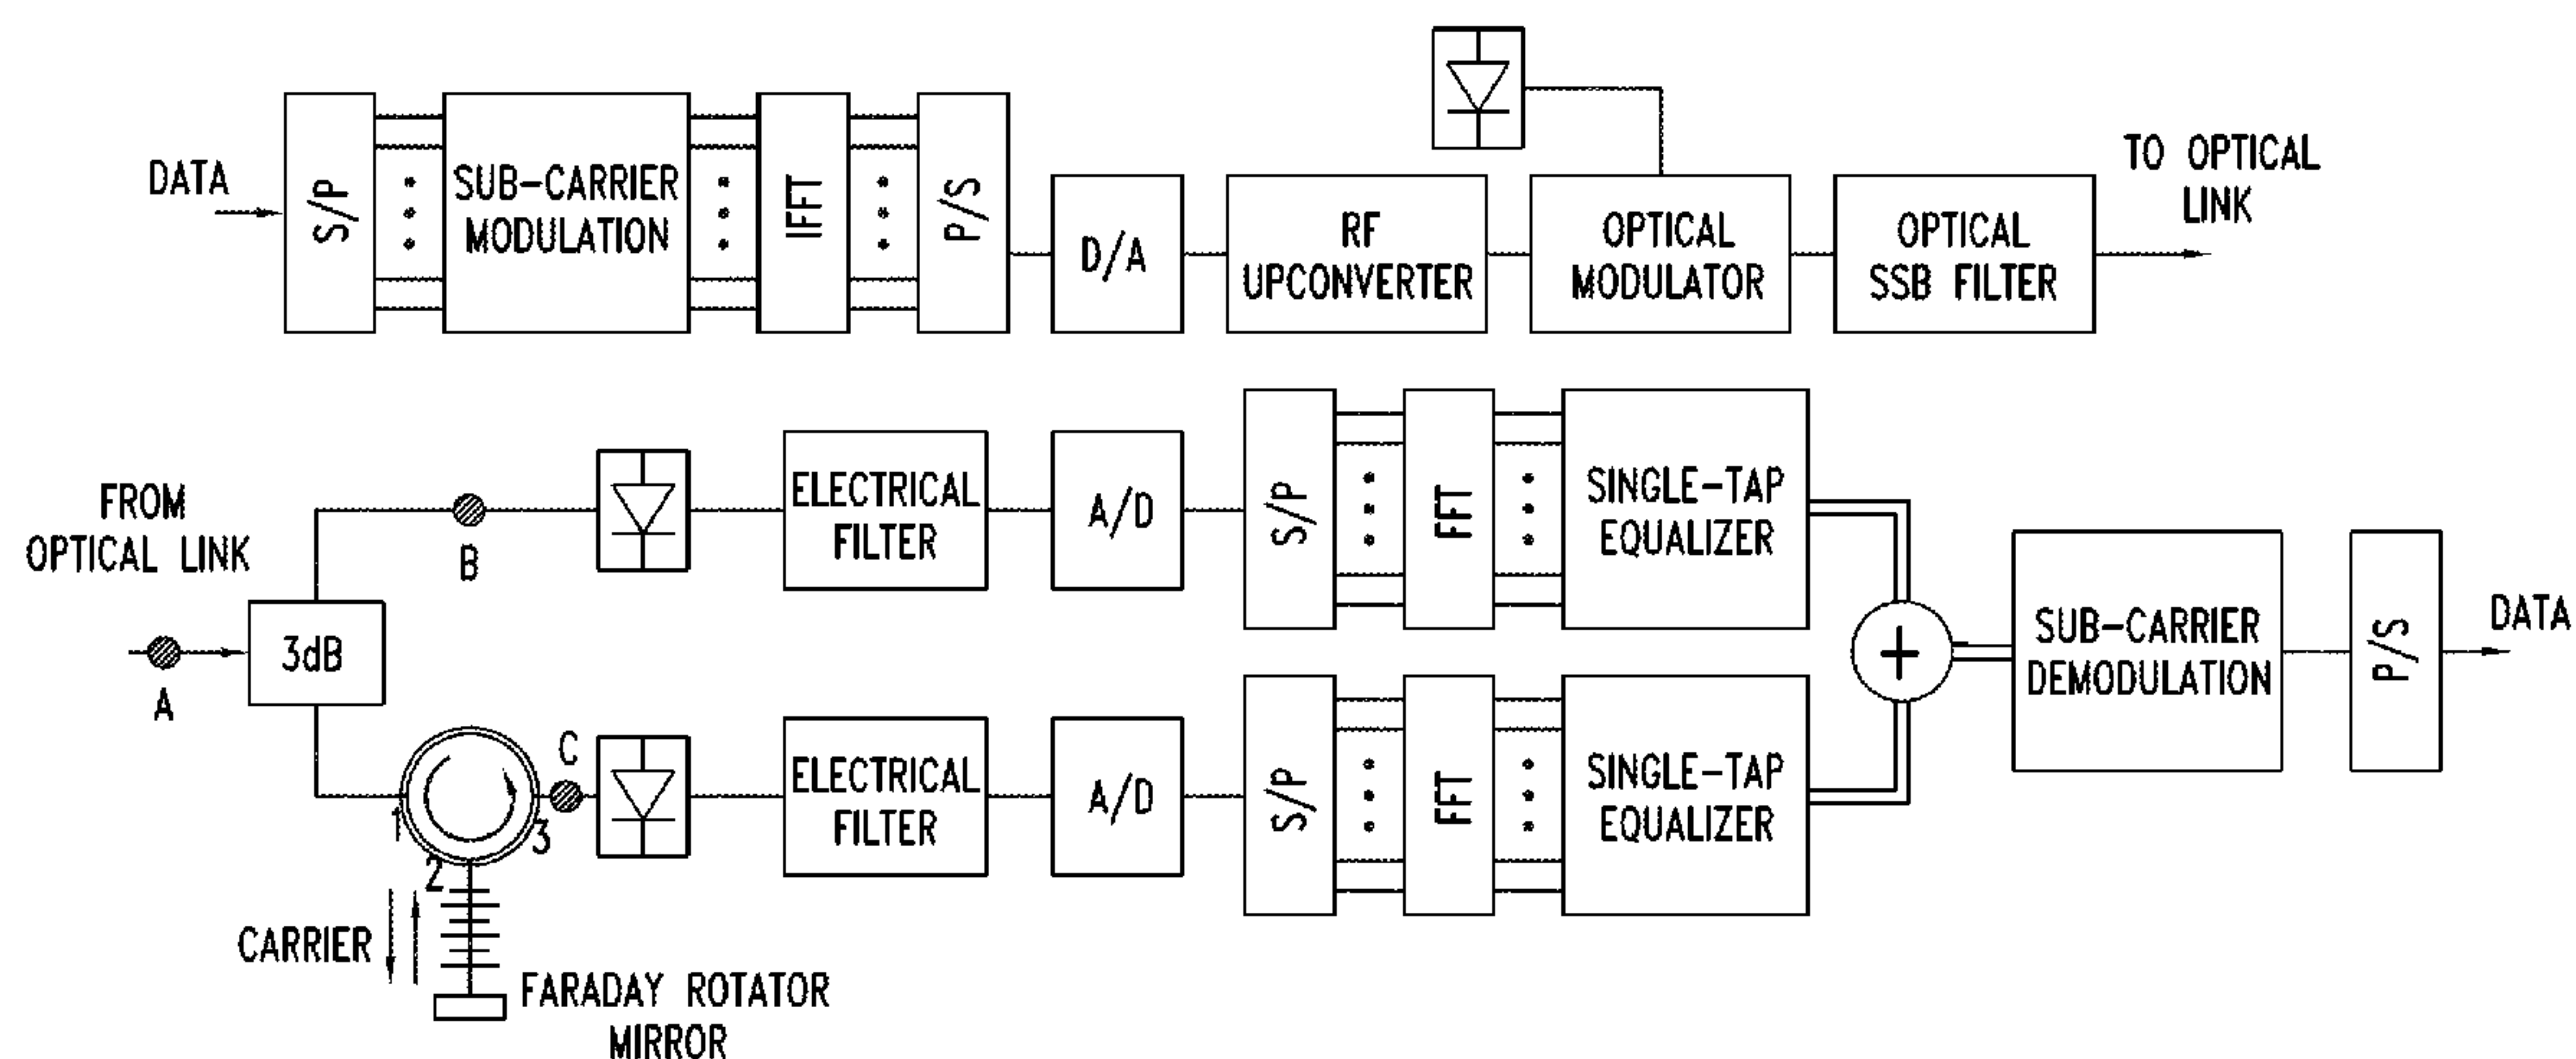 DATA
S/P
SUB-CARRIER
MODULATION
IFFT
P/S
D/A
RF
UPCONVERTER
OPTICAL
MODULATOR
OPTICAL
SSB FILTER
TO OPTICAL
LINK
FROM
OPTICAL LINK
A
3dB
B
ELECTRICAL
FILTER
A/D
S/P
FFT
SINGLE-TAP
EQUALIZER
1
2
3
C
CARRIER
FARADAY ROTATOR
MIRROR
ELECTRICAL
FILTER
A/D
S/P
FFT
SINGLE-TAP
EQUALIZER
+
SUB-CARRIER
DEMODULATION
P/S
DATA